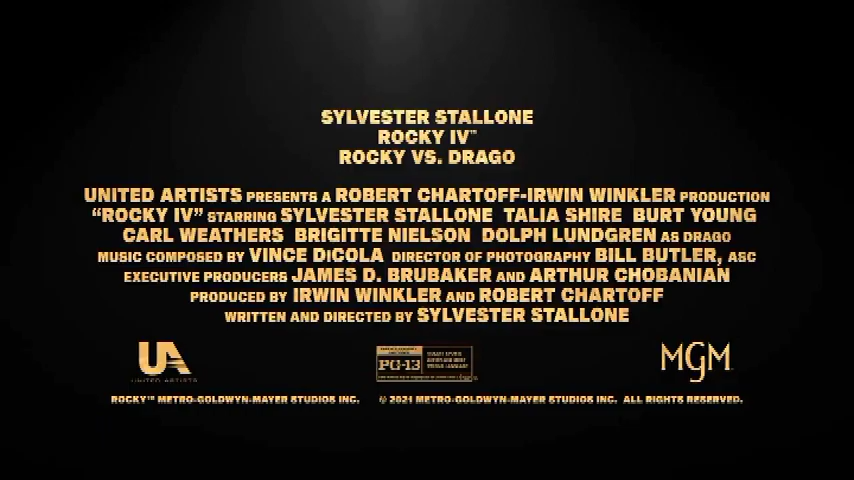 SYLVESTER STALLONE
ROCKY IV™
ROCKY VS. DRAGO
UNITED ARTISTS PRESENTS A ROBERT CHARTOFF-IRWIN WINKLER PRODUCTION
“ROCKY IV” STARRING SYLVESTER STALLONE TALIA SHIRE BURT YOUNG
CARL WEATHERS BRIGITTE NIELSON DOLPH LUNDGREN AS DRAGO
MUSIC COMPOSED BY VINCE DiCOLA DIRECTOR OF PHOTOGRAPHY BILL BUTLER, ASC
EXECUTIVE PRODUCERS JAMES D. BRUBAKER AND ARTHUR CHOBANIAN
PRODUCED BY IRWIN WINKLER AND ROBERT CHARTOFF
WRITTEN AND DIRECTED BY SYLVESTER STALLONE
UA
UNITED ARTISTS
PG-13
MGM
ROCKY™ METRO-GOLDWYN-MAYER STUDIOS INC. © 2021 METRO-GOLDWYN-MAYER STUDIOS INC. ALL RIGHTS RESERVED.